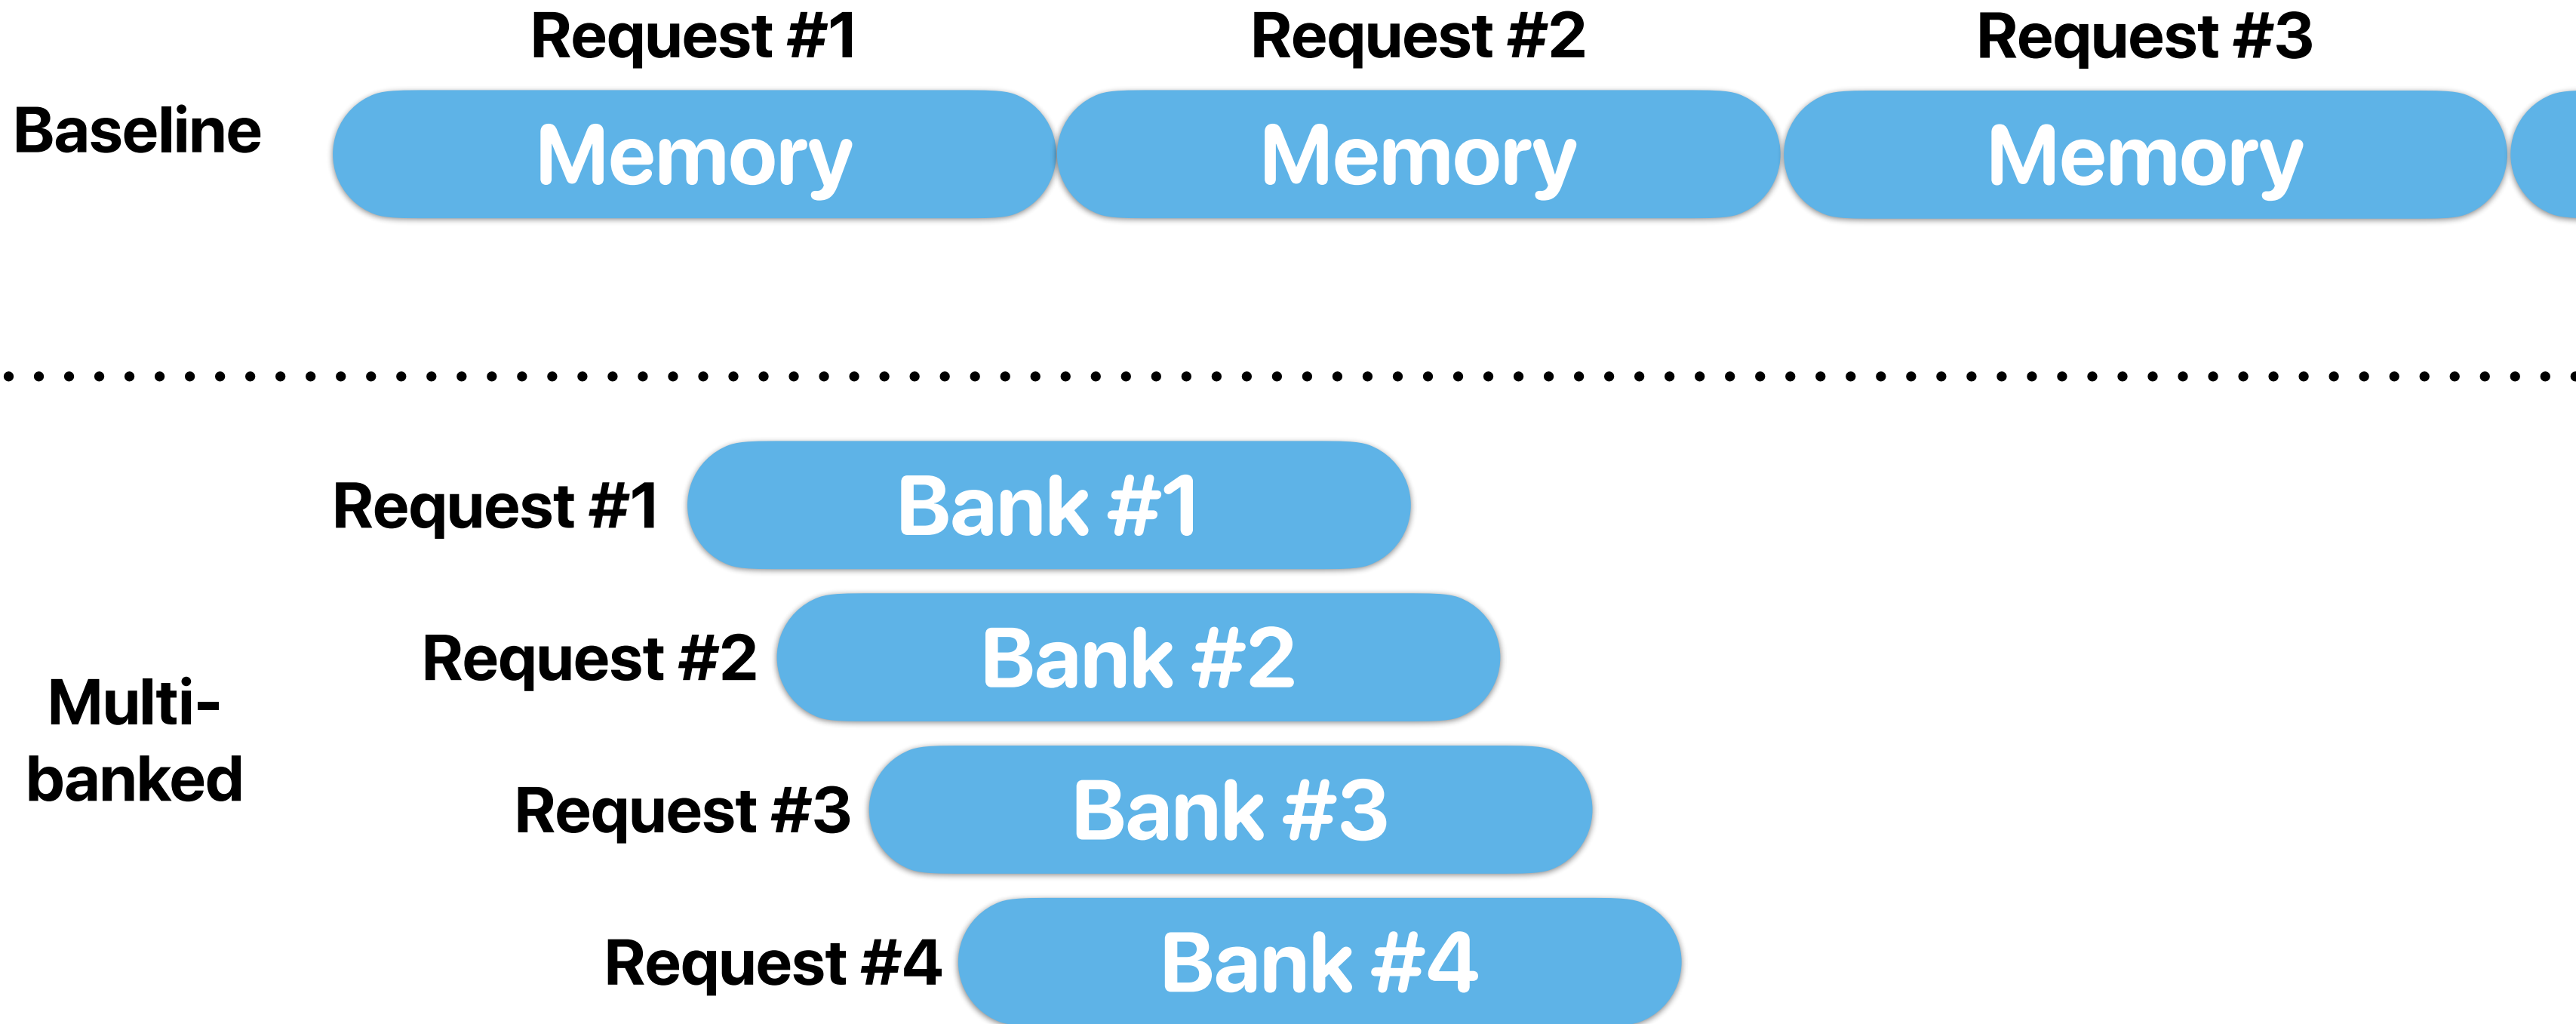 Request #1 Request #2 Request #3
Baseline Memory Memory Memory
Request #1 Bank #1
Request #2 Bank #2
Multi-
banked
Request #3 Bank #3
Request #4 Bank #4